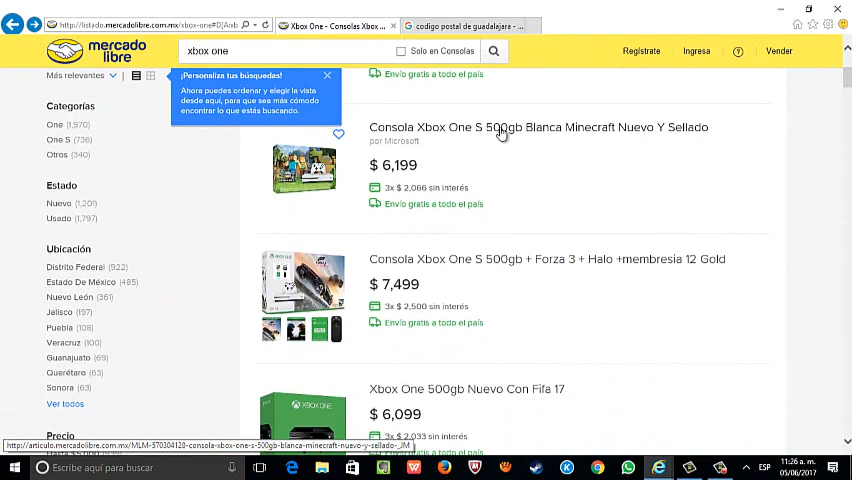 http://listado.mercadolibre.com.mx/xbox-one#D[A:xb
Xbox One - Consolas Xbox ...
codigo postal de guadalajara - ...
mercado
libre
xbox one
Solo en Consolas
Regístrate
Ingresa
Vender
Más relevantes
¡Personaliza tus búsquedas!
Ahora puedes ordenar y elegir la vista
desde aquí, para que sea más cómodo
encontrar lo que estás buscando.
Envío gratis a todo el país
Categorías
One (1,970)
One S (736)
Otros (340)
Estado
Nuevo (1,201)
Usado (1,797)
Ubicación
Distrito Federal (922)
Estado De México (485)
Nuevo León (361)
Jalisco (197)
Puebla (108)
Veracruz (100)
Guanajuato (69)
Querétaro (63)
Sonora (63)
Ver todos
Precio
Consola Xbox One S 500gb Blanca Minecraft Nuevo Y Sellado
por Microsoft
$ 6,199
3x $ 2,066 sin interés
Envío gratis a todo el país
Consola Xbox One S 500gb + Forza 3 + Halo +membresia 12 Gold
$ 7,499
3x $ 2,500 sin interés
Envío gratis a todo el país
Xbox One 500gb Nuevo Con Fifa 17
$ 6,099
3x $ 2,033 sin interés
XBOX ONE
http://articulo.mercadolibre.com.mx/MLM-570304128-consola-xbox-one-s-500gb-blanca-minecraft-nuevo-y-sellado-_JM
Escribe aquí para buscar
ESP
11:26 a. m.
05/06/2017